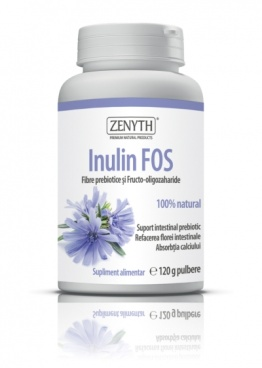 ZENYTH®
PREMIUM NATURAL PRODUCTS
Inulin FOS
Fibre prebiotice și Fructo-oligozaharide
100% natural
Suport intestinal prebiotic
Refacerea florei intestinale
Absorbția calciului
Supliment alimentar ℮ 120 g pulbere